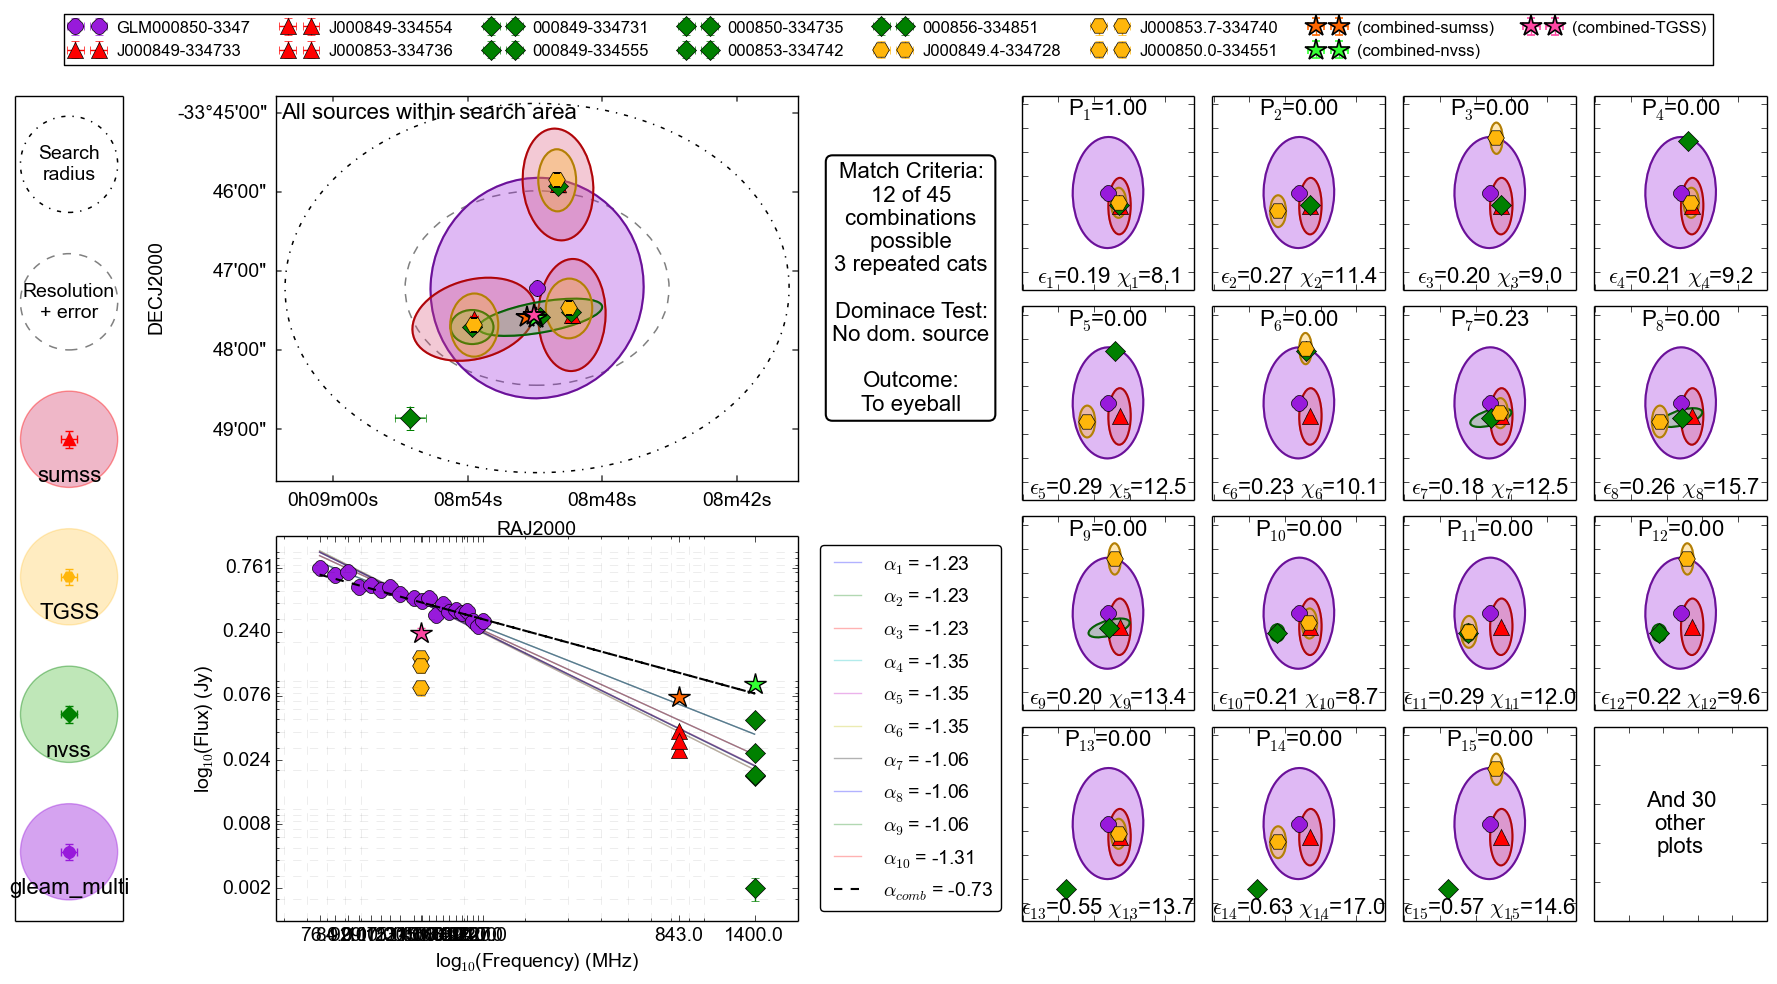 GLM000850-3347 J000849-334554 000849-334731 000850-334735 000856-334851 J000853.7-334740 (combined-sumss) (combined-TGSS)
J000849-334733 J000853-334736 000849-334555 000853-334742 J000849.4-334728 J000850.0-334551 (combined-nvss)
Search
radius
Resolution
+ error
sumss
TGSS
nvss
gleam_multi
All sources within search area
DECJ2000
-33°45'00"
46'00"
47'00"
48'00"
49'00"
0h09m00s 08m54s 08m48s 08m42s
RAJ2000
Match Criteria:
12 of 45
combinations
possible
3 repeated cats
Dominace Test:
No dom. source
Outcome:
To eyeball
log10(Flux) (Jy)
0.761
0.240
0.076
0.024
0.008
0.002
843.0 1400.0
log10(Frequency) (MHz)
α1 = -1.23
α2 = -1.23
α3 = -1.23
α4 = -1.35
α5 = -1.35
α6 = -1.35
α7 = -1.06
α8 = -1.06
α9 = -1.06
α10 = -1.31
αcomb = -0.73
P1=1.00 P2=0.00 P3=0.00 P4=0.00
ϵ1=0.19 χ1=8.1 ϵ2=0.27 χ2=11.4 ϵ3=0.20 χ3=9.0 ϵ4=0.21 χ4=9.2
P5=0.00 P6=0.00 P7=0.23 P8=0.00
ϵ5=0.29 χ5=12.5 ϵ6=0.23 χ6=10.1 ϵ7=0.18 χ7=12.5 ϵ8=0.26 χ8=15.7
P9=0.00 P10=0.00 P11=0.00 P12=0.00
ϵ9=0.20 χ9=13.4 ϵ10=0.21 χ10=8.7 ϵ11=0.29 χ11=12.0 ϵ12=0.22 χ12=9.6
P13=0.00 P14=0.00 P15=0.00
ϵ13=0.55 χ13=13.7 ϵ14=0.63 χ14=17.0 ϵ15=0.57 χ15=14.6
And 30
other
plots